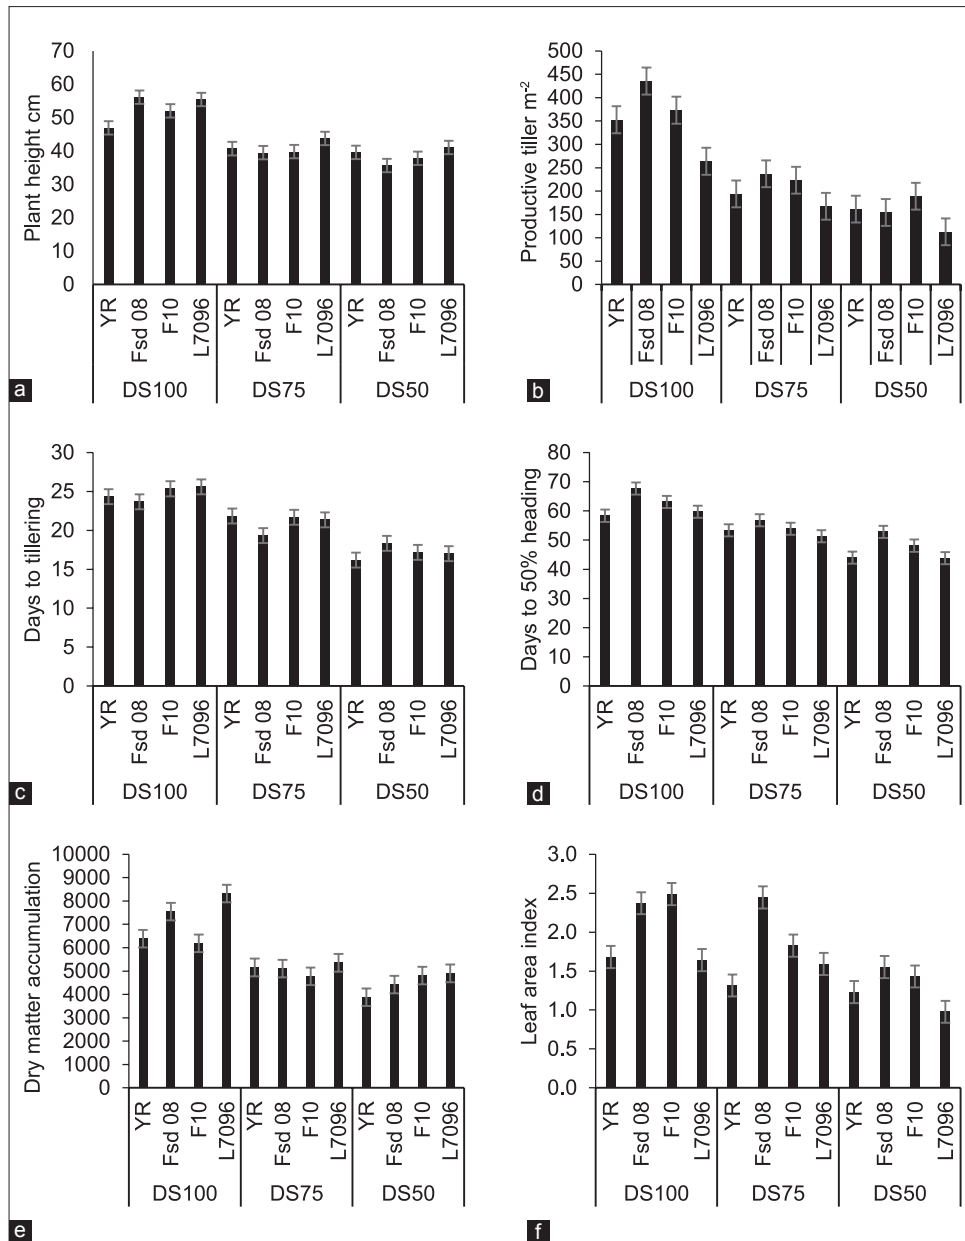 70
60
50
40
30
20
10
0
Plant height cm
YR
Fsd 08
F10
L7096
YR
Fsd 08
F10
L7096
YR
Fsd 08
F10
L7096
DS100 DS75 DS50
a
500
450
400
350
300
250
200
150
100
50
0
Productive tiller m⁻²
YR
Fsd 08
F10
L7096
YR
Fsd 08
F10
L7096
YR
Fsd 08
F10
L7096
DS100 DS75 DS50
b
30
25
20
15
10
5
0
Days to tillering
YR
Fsd 08
F10
L7096
YR
Fsd 08
F10
L7096
YR
Fsd 08
F10
L7096
DS100 DS75 DS50
c
80
70
60
50
40
30
20
10
0
Days to 50% heading
YR
Fsd 08
F10
L7096
YR
Fsd 08
F10
L7096
YR
Fsd 08
F10
L7096
DS100 DS75 DS50
d
10000
9000
8000
7000
6000
5000
4000
3000
2000
1000
0
Dry matter accumulation
YR
Fsd 08
F10
L7096
YR
Fsd 08
F10
L7096
YR
Fsd 08
F10
L7096
DS100 DS75 DS50
e
3.0
2.5
2.0
1.5
1.0
0.5
0.0
Leaf area index
YR
Fsd 08
F10
L7096
YR
Fsd 08
F10
L7096
YR
Fsd 08
F10
L7096
DS100 DS75 DS50
f